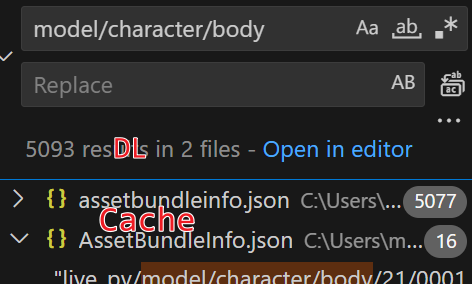 model/character/body Aa ab .*
Replace AB
...
5093 results in 2 files - Open in editor
DL
{} assetbundleinfo.json C:\Users\... 5077
Cache
{} AssetBundleInfo.json C:\Users\m... 16
"live_pv/model/character/body/21/0001